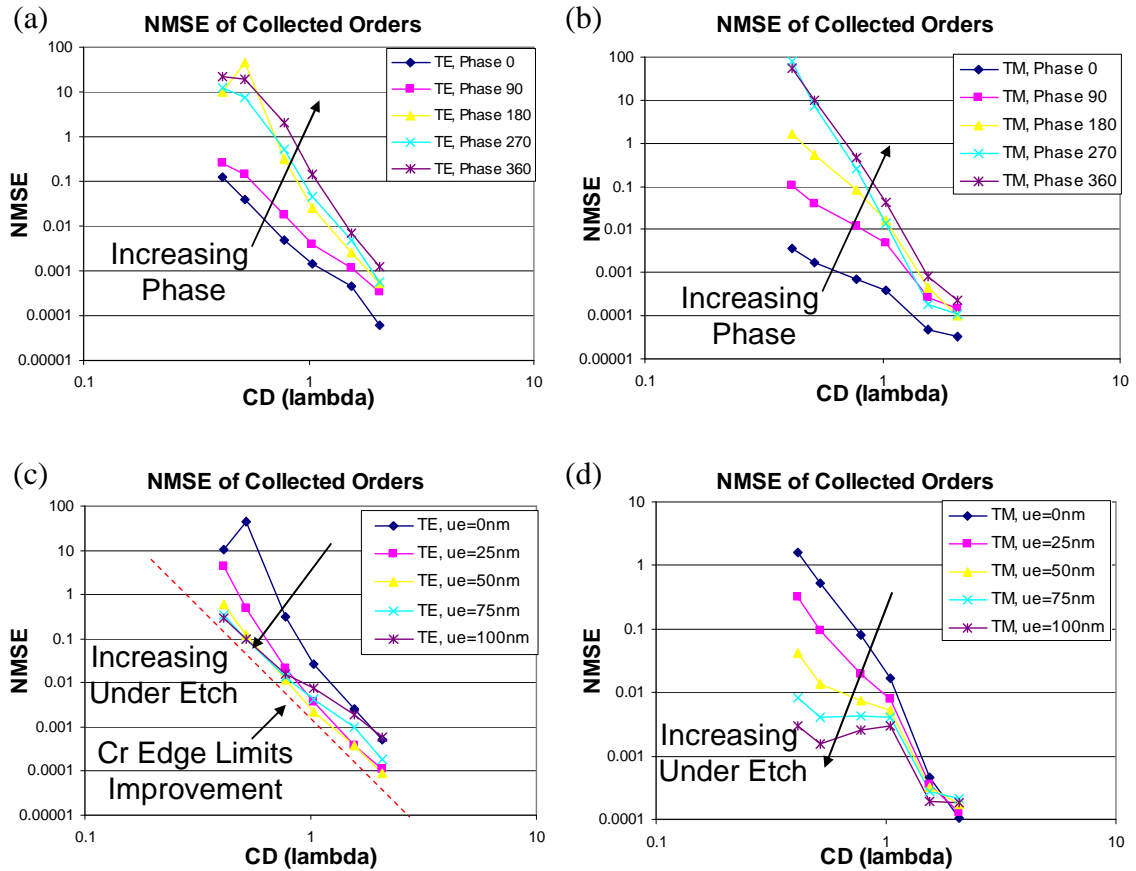 (a)
NMSE of Collected Orders
100
10
1
0.1
0.01
0.001
0.0001
0.00001
NMSE
0.1
1
10
CD (lambda)
TE, Phase 0
TE, Phase 90
TE, Phase 180
TE, Phase 270
TE, Phase 360
Increasing
Phase
(b)
NMSE of Collected Orders
100
10
1
0.1
0.01
0.001
0.0001
0.00001
NMSE
0.1
1
10
CD (lambda)
TM, Phase 0
TM, Phase 90
TM, Phase 180
TM, Phase 270
TM, Phase 360
Increasing
Phase
(c)
NMSE of Collected Orders
100
10
1
0.1
0.01
0.001
0.0001
0.00001
NMSE
0.1
1
10
CD (lambda)
TE, ue=0nm
TE, ue=25nm
TE, ue=50nm
TE, ue=75nm
TE, ue=100nm
Increasing
Under Etch
Cr Edge Limits
Improvement
(d)
NMSE of Collected Orders
10
1
0.1
0.01
0.001
0.0001
NMSE
0.1
1
10
CD (lambda)
TM, ue=0nm
TM, ue=25nm
TM, ue=50nm
TM, ue=75nm
TM, ue=100nm
Increasing
Under Etch